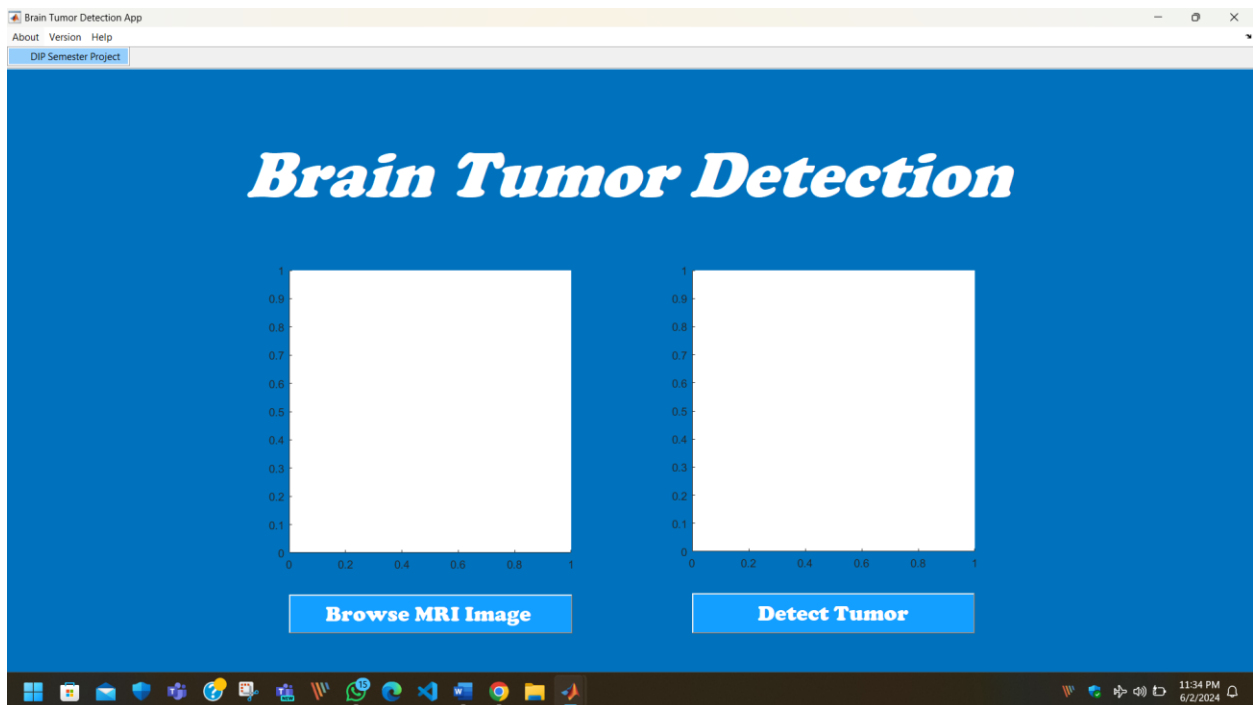 Brain Tumor Detection App
About Version Help
DIP Semester Project
Brain Tumor Detection
1
0.9
0.8
0.7
0.6
0.5
0.4
0.3
0.2
0.1
0
0 0.2 0.4 0.6 0.8 1
1
0.9
0.8
0.7
0.6
0.5
0.4
0.3
0.2
0.1
0
0 0.2 0.4 0.6 0.8 1
Browse MRI Image
Detect Tumor
15
11:34 PM
6/2/2024